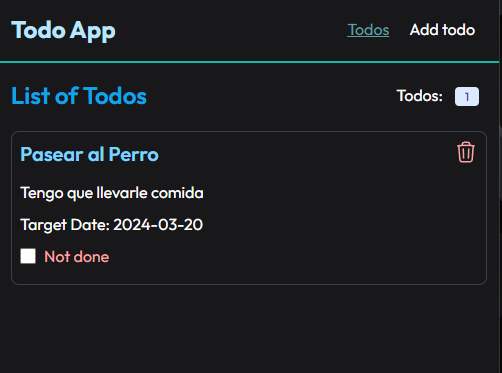 Todo App
Todos Add todo
List of Todos
Todos: 1
Pasear al Perro
Tengo que llevarle comida
Target Date: 2024-03-20
Not done